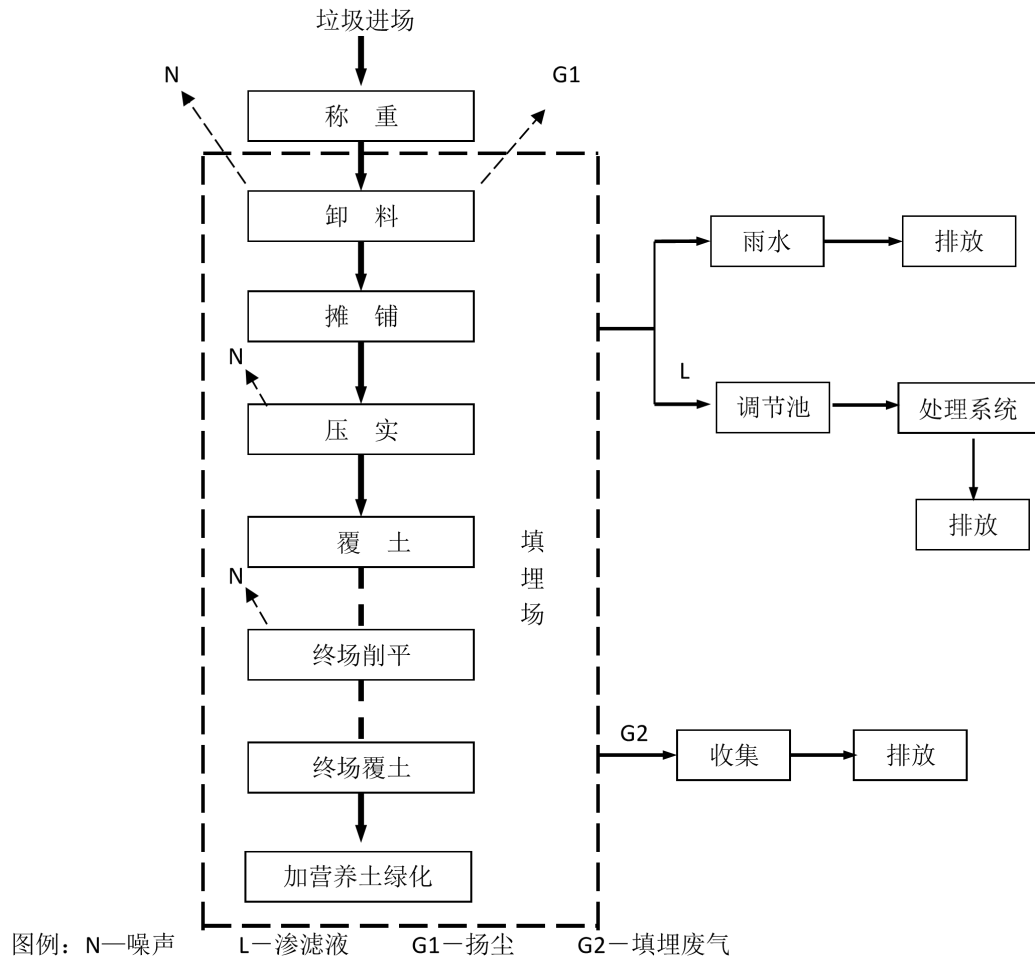 垃圾进场
N
G1
称 重
卸 料
雨水
排放
摊 铺
N
L
调节池
处理系统
压 实
排放
覆 土
填
埋
场
N
终场削平
G2
收集
排放
终场覆土
加营养土绿化
图例：N—噪声 L－渗滤液 G1－扬尘 G2－填埋废气